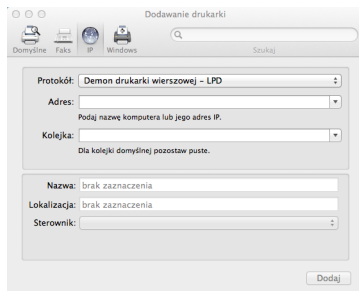 Dodawanie drukarki
Domyślne Faks IP Windows Szukaj
Protokół: Demon drukarki wierszowej – LPD
Adres:
Podaj nazwę komputera lub jego adres IP.
Kolejka:
Dla kolejki domyślnej pozostaw puste.
Nazwa: brak zaznaczenia
Lokalizacja: brak zaznaczenia
Sterownik:
Dodaj